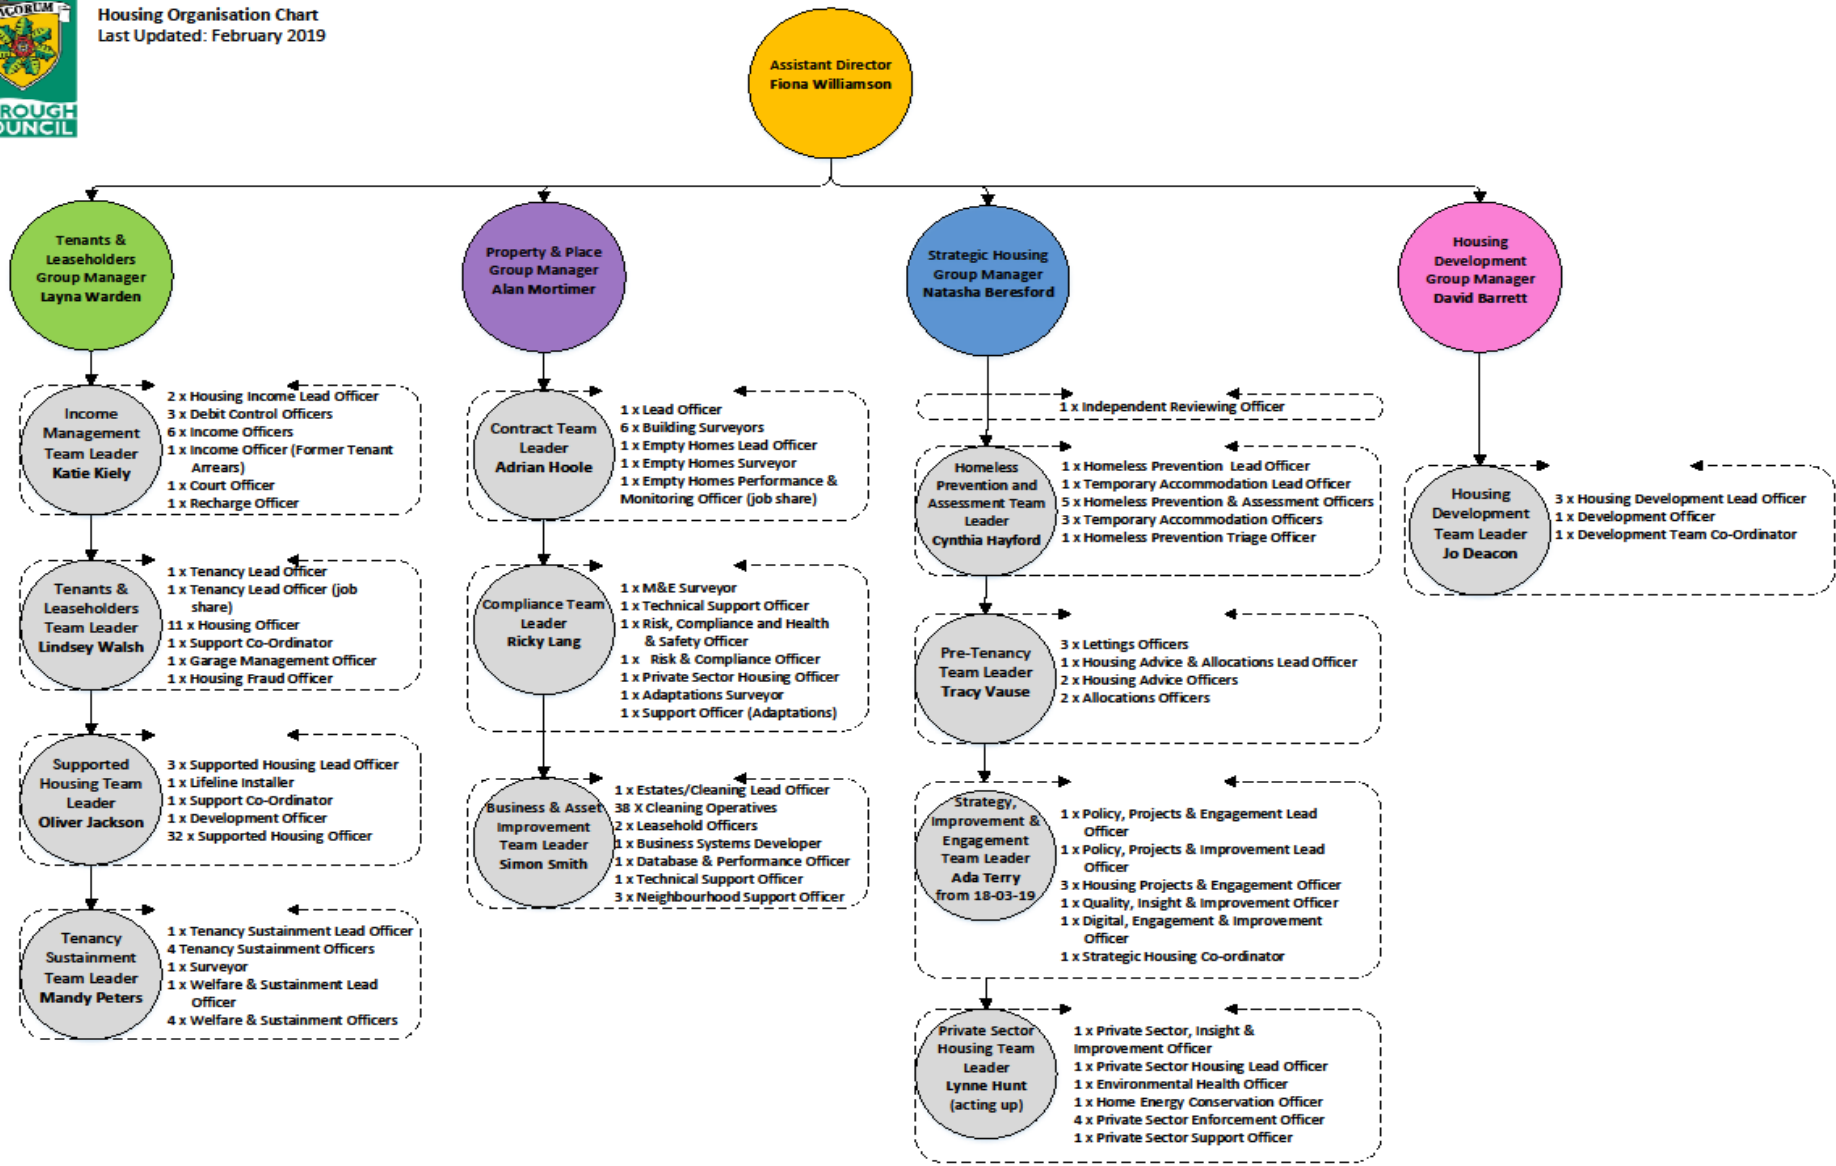 ACORUM
ROUGH
OUNCIL
Housing Organisation Chart
Last Updated: February 2019
Assistant Director
Fiona Williamson
Tenants &
Leaseholders
Group Manager
Layna Warden
Income
Management
Team Leader
Katie Kiely
2 x Housing Income Lead Officer
3 x Debit Control Officers
6 x Income Officers
1 x Income Officer (Former Tenant
Arrears)
1 x Court Officer
1 x Recharge Officer
Tenants &
Leaseholders
Team Leader
Lindsey Walsh
1 x Tenancy Lead Officer
1 x Tenancy Lead Officer (job
share)
11 x Housing Officer
1 x Support Co-Ordinator
1 x Garage Management Officer
1 x Housing Fraud Officer
Supported
Housing Team
Leader
Oliver Jackson
3 x Supported Housing Lead Officer
1 x Lifeline Installer
1 x Support Co-Ordinator
1 x Development Officer
32 x Supported Housing Officer
Tenancy
Sustainment
Team Leader
Mandy Peters
1 x Tenancy Sustainment Lead Officer
4 Tenancy Sustainment Officers
1 x Surveyor
1 x Welfare & Sustainment Lead
Officer
4 x Welfare & Sustainment Officers
Property & Place
Group Manager
Alan Mortimer
Contract Team
Leader
Adrian Hoole
1 x Lead Officer
6 x Building Surveyors
1 x Empty Homes Lead Officer
1 x Empty Homes Surveyor
1 x Empty Homes Performance &
Monitoring Officer (job share)
Compliance Team
Leader
Ricky Lang
1 x M&E Surveyor
1 x Technical Support Officer
1 x Risk, Compliance and Health
& Safety Officer
1 x Risk & Compliance Officer
1 x Private Sector Housing Officer
1 x Adaptations Surveyor
1 x Support Officer (Adaptations)
Business & Asset
Improvement
Team Leader
Simon Smith
1 x Estates/Cleaning Lead Officer
38 X Cleaning Operatives
2 x Leasehold Officers
1 x Business Systems Developer
1 x Database & Performance Officer
1 x Technical Support Officer
3 x Neighbourhood Support Officer
Strategic Housing
Group Manager
Natasha Beresford
1 x Independent Reviewing Officer
Homeless
Prevention and
Assessment Team
Leader
Cynthia Hayford
1 x Homeless Prevention Lead Officer
1 x Temporary Accommodation Lead Officer
5 x Homeless Prevention & Assessment Officers
3 x Temporary Accommodation Officers
1 x Homeless Prevention Triage Officer
Pre-Tenancy
Team Leader
Tracy Vause
3 x Lettings Officers
1 x Housing Advice & Allocations Lead Officer
2 x Housing Advice Officers
2 x Allocations Officers
Strategy,
Improvement &
Engagement
Team Leader
Ada Terry
from 18-03-19
1 x Policy, Projects & Engagement Lead
Officer
1 x Policy, Projects & Improvement Lead
Officer
3 x Housing Projects & Engagement Officer
1 x Quality, Insight & Improvement Officer
1 x Digital, Engagement & Improvement
Officer
1 x Strategic Housing Co-ordinator
Private Sector
Housing Team
Leader
Lynne Hunt
(acting up)
1 x Private Sector, Insight &
Improvement Officer
1 x Private Sector Housing Lead Officer
1 x Environmental Health Officer
1 x Home Energy Conservation Officer
4 x Private Sector Enforcement Officer
1 x Private Sector Support Officer
Housing
Development
Group Manager
David Barrett
Housing
Development
Team Leader
Jo Deacon
3 x Housing Development Lead Officer
1 x Development Officer
1 x Development Team Co-Ordinator